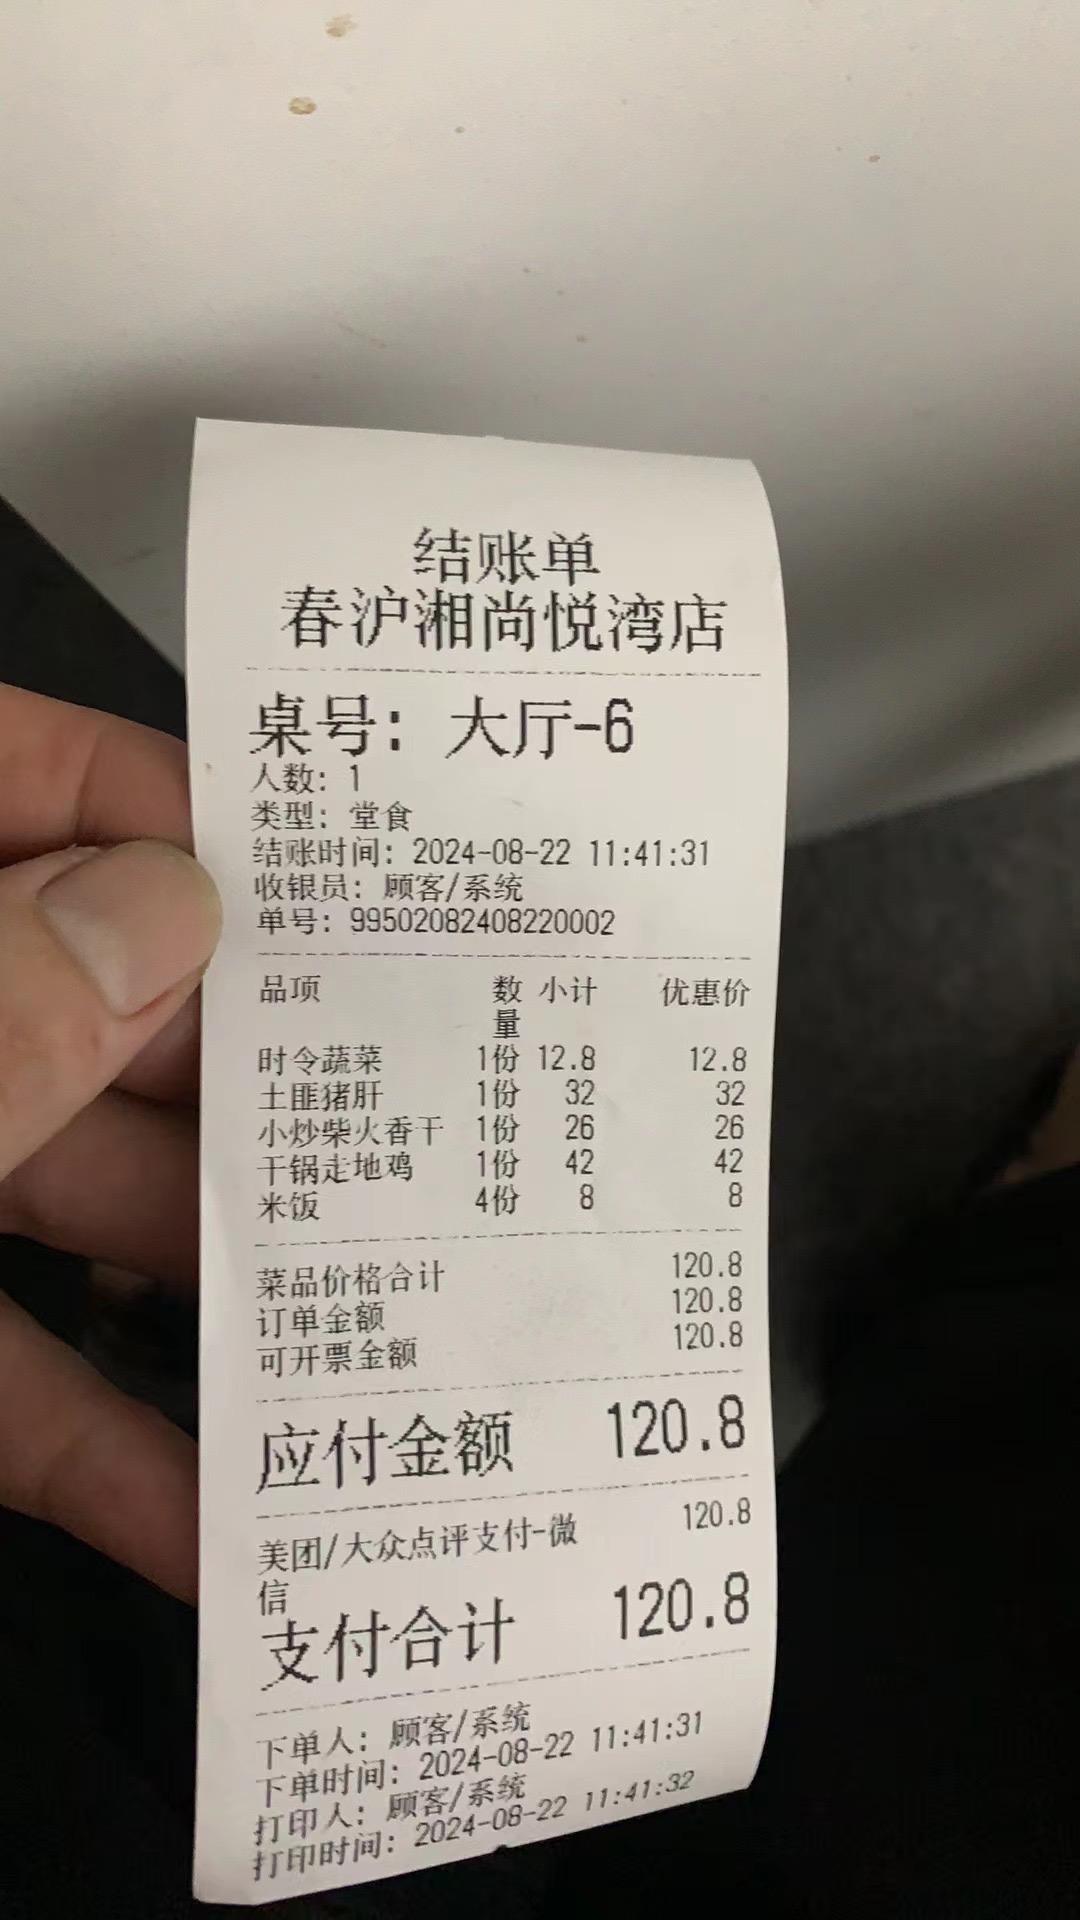 结账单
春沪湘尚悦湾店
桌号: 大厅-6
人数: 1
类型: 堂食
结账时间: 2024-08-22 11:41:31
收银员: 顾客/系统
单号: 99502082408220002
品项 数量 小计 优惠价
时令蔬菜 1份 12.8 12.8
土匪猪肝 1份 32 32
小炒柴火香干 1份 26 26
干锅走地鸡 1份 42 42
米饭 4份 8 8
菜品价格合计 120.8
订单金额 120.8
可开票金额 120.8
应付金额 120.8
美团/大众点评支付-微 120.8
信
支付合计 120.8
下单人: 顾客/系统
下单时间: 2024-08-22 11:41:31
打印人: 顾客/系统
打印时间: 2024-08-22 11:41:32